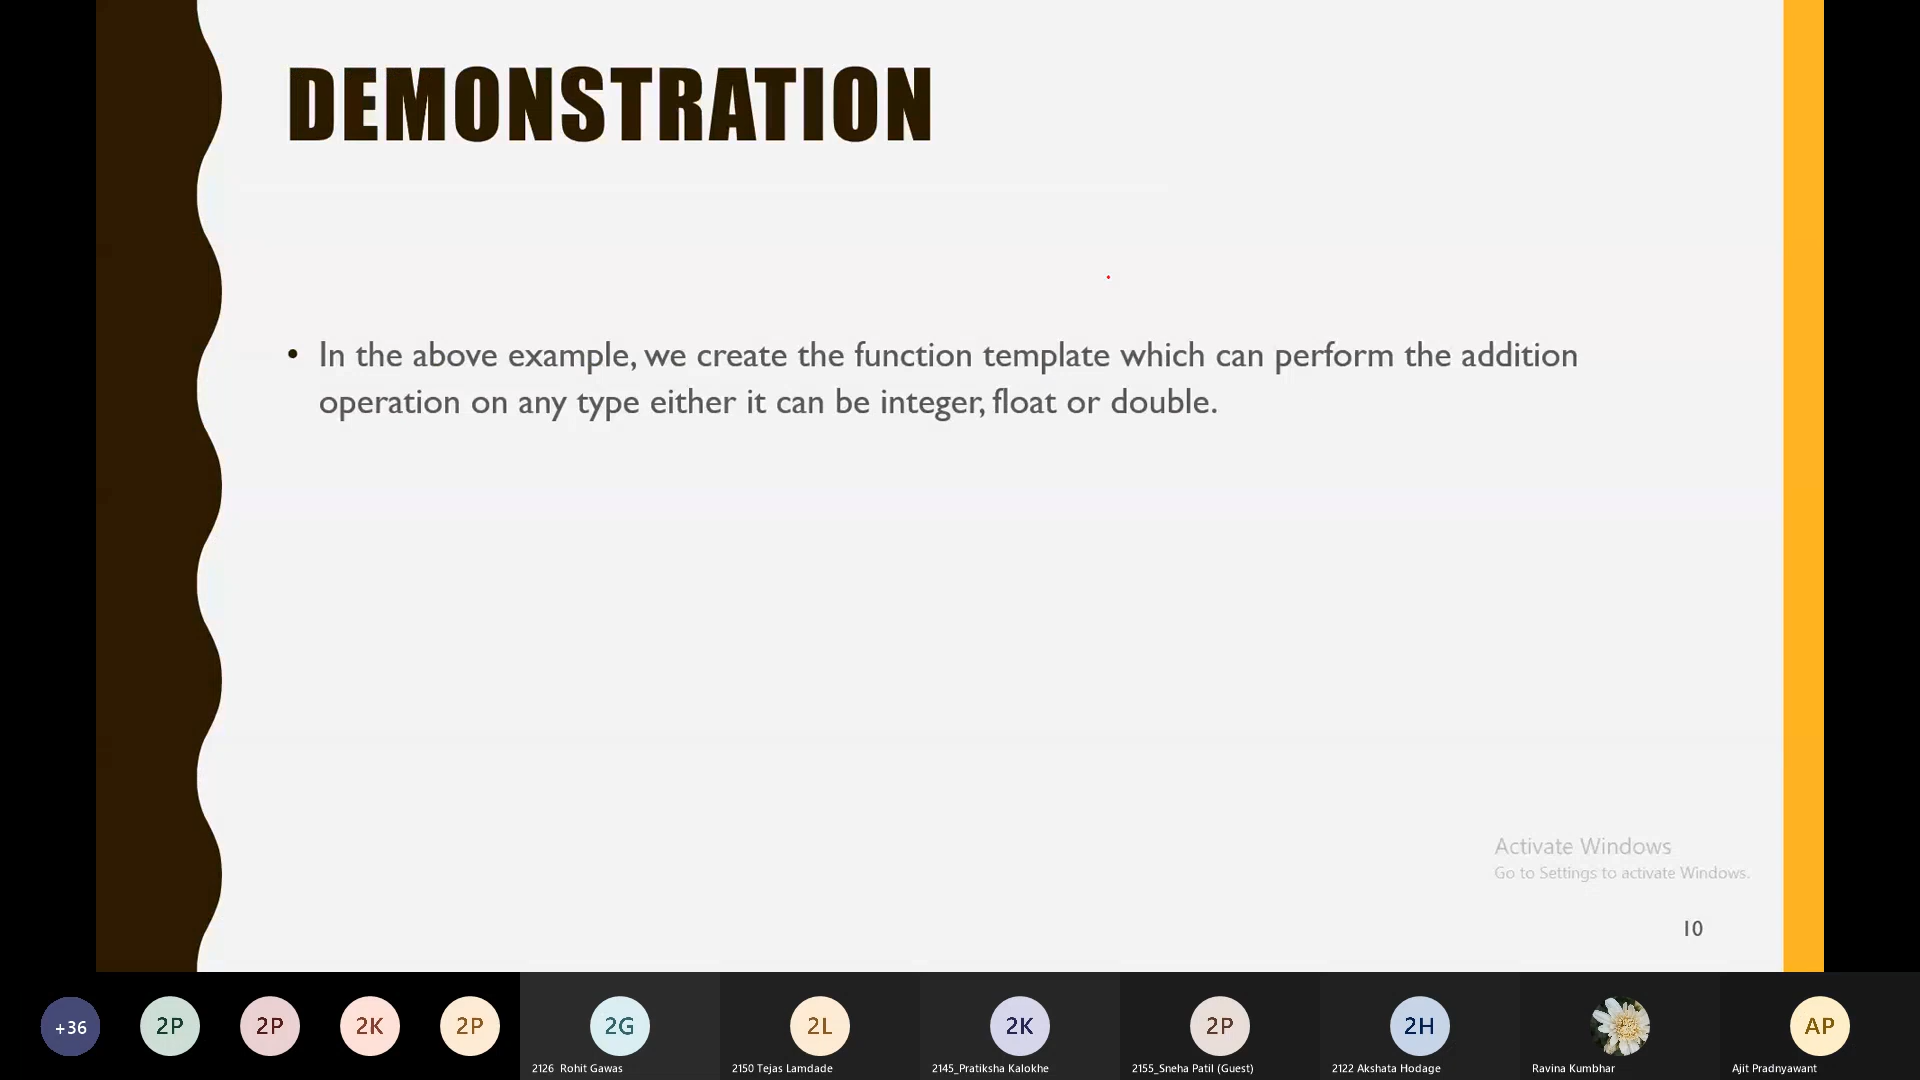 DEMONSTRATION
• In the above example, we create the function template which can perform the addition
operation on any type either it can be integer, float or double.
Activate Windows
Go to Settings to activate Windows.
10
+36
2P
2P
2K
2P
2G
2L
2K
2P
2H
AP
2126 Rohit Gawas
2150 Tejas Lamdade
2145_Pratiksha Kalokhe
2155_Sneha Patil (Guest)
2122 Akshata Hodage
Ravina Kumbhar
Ajit Pradnyawant